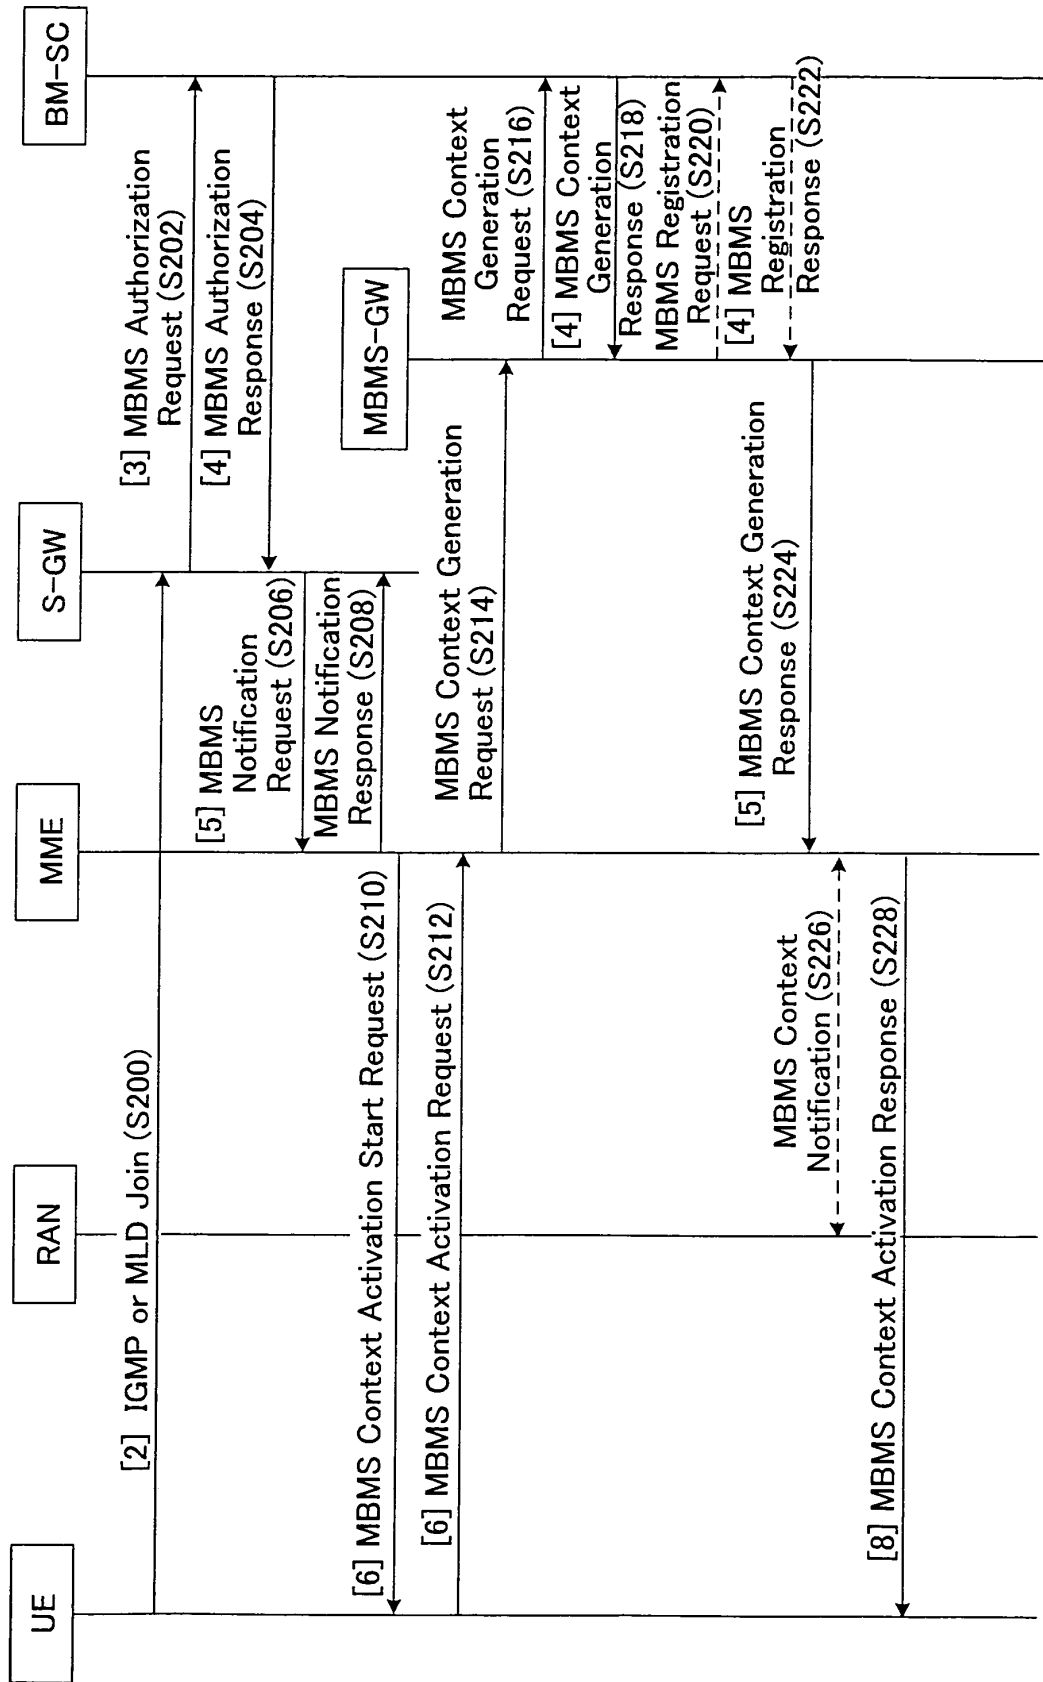 UE
RAN
MME
S-GW
BM-SC
MBMS-GW
[2] IGMP or MLD Join (S200)
[3] MBMS Authorization
Request (S202)
[4] MBMS Authorization
Response (S204)
[5] MBMS
Notification
Request (S206)
MBMS Notification
Response (S208)
[6] MBMS Context Activation Start Request (S210)
[6] MBMS Context Activation Request (S212)
MBMS Context Generation
Request (S214)
MBMS Context
Generation
Request (S216)
[4] MBMS Context
Generation
Response (S218)
MBMS Registration
Request (S220)
[4] MBMS
Registration
Response (S222)
[5] MBMS Context Generation
Response (S224)
MBMS Context
Notification (S226)
[8] MBMS Context Activation Response (S228)